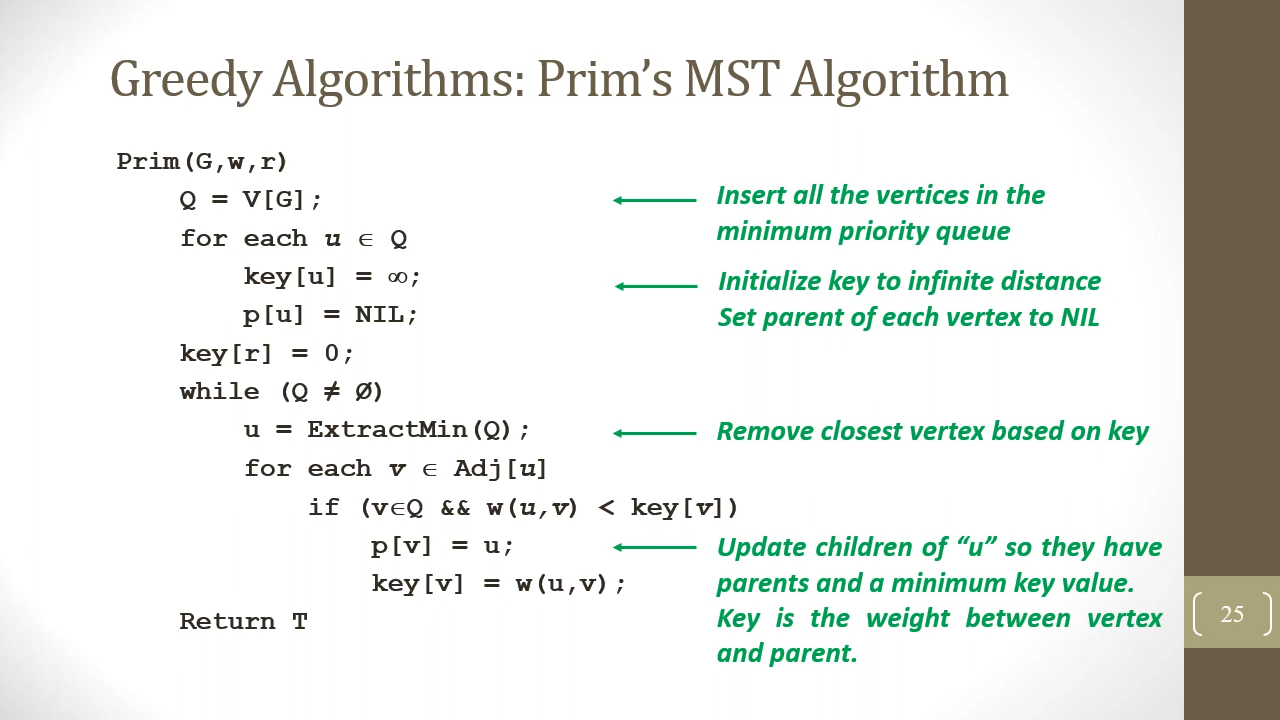 Greedy Algorithms: Prim’s MST Algorithm
Prim(G,w,r)
Q = V[G];
Insert all the vertices in the
minimum priority queue
for each u ∈ Q
key[u] = ∞;
Initialize key to infinite distance
p[u] = NIL;
Set parent of each vertex to NIL
key[r] = 0;
while (Q ≠ Ø)
u = ExtractMin(Q);
Remove closest vertex based on key
for each v ∈ Adj[u]
if (v∈Q && w(u,v) < key[v])
p[v] = u;
key[v] = w(u,v);
Update children of “u” so they have
parents and a minimum key value.
Key is the weight between vertex
and parent.
Return T
25